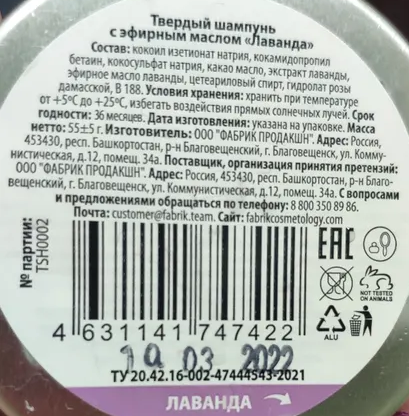 Твердый шампунь
с эфирным маслом «Лаванда»
Состав: кокоил изетионат натрия, кокамидопропил
бетаин, кокосульфат натрия, какао масло, экстракт лаванды,
эфирное масло лаванды, цетеариловый спирт, гидролат розы
дамасской, В 188. Условия хранения: хранить при температуре
от +5°С до +25°С, избегать воздействия прямых солнечных лучей. Срок
годности: 36 месяцев. Дата изготовления: указана на упаковке. Масса
нетто: 55±5 г. Изготовитель: ООО "ФАБРИК ПРОДАКШН". Адрес: Россия,
453430, респ. Башкортостан, р-н Благовещенский, г. Благовещенск, ул. Комму-
нистическая, д.12, помещ. 34а. Поставщик, организация принятия претензий:
ООО "ФАБРИК ПРОДАКШН". Адрес: Россия, 453430, респ. Башкортостан, р-н Благо-
вещенский, г. Благовещенск, ул. Коммунистическая, д.12, помещ. 34а. С вопросами
и предложениями обращаться по телефону: 8 800 350 89 86.
Почта: customer@fabrik.team. Сайт: fabrikcosmetology.com
№ партии:
TSH0002
EAC
NOT TESTED
ON ANIMALS
ALU
4 631141 747422
19 03 2022
ТУ 20.42.16-002-47444543-2021
ЛАВАНДА